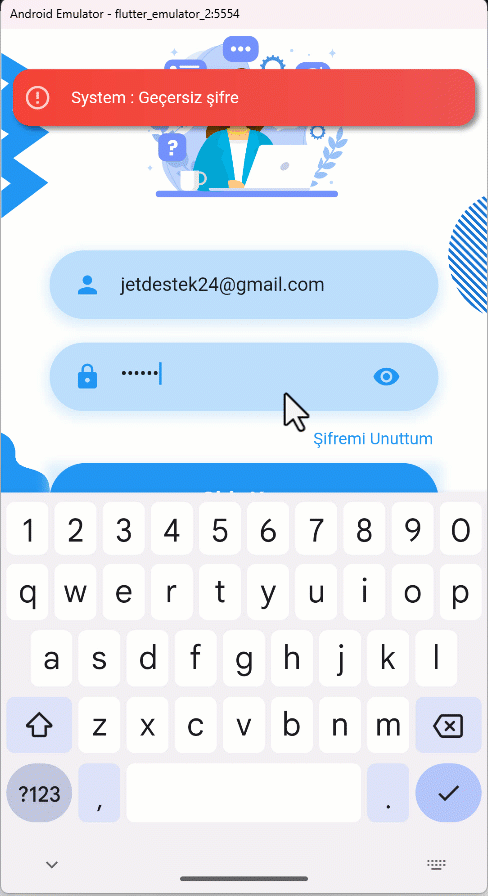 Android Emulator - flutter_emulator_2:5554
System : Geçersiz şifre
?
jetdestek24@gmail.com
••••••
Şifremi Unuttum
1 2 3 4 5 6 7 8 9 0
q w e r t y u i o p
a s d f g h j k l
z x c v b n m
?123 , .